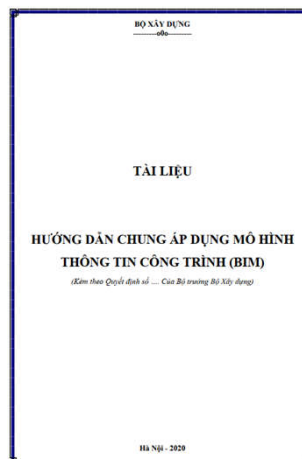 BỘ XÂY DỰNG
o0o
TÀI LIỆU
HƯỚNG DẪN CHUNG ÁP DỤNG MÔ HÌNH
THÔNG TIN CÔNG TRÌNH (BIM)
(Kèm theo Quyết định số .... Của Bộ trưởng Bộ Xây dựng)
Hà Nội - 2020